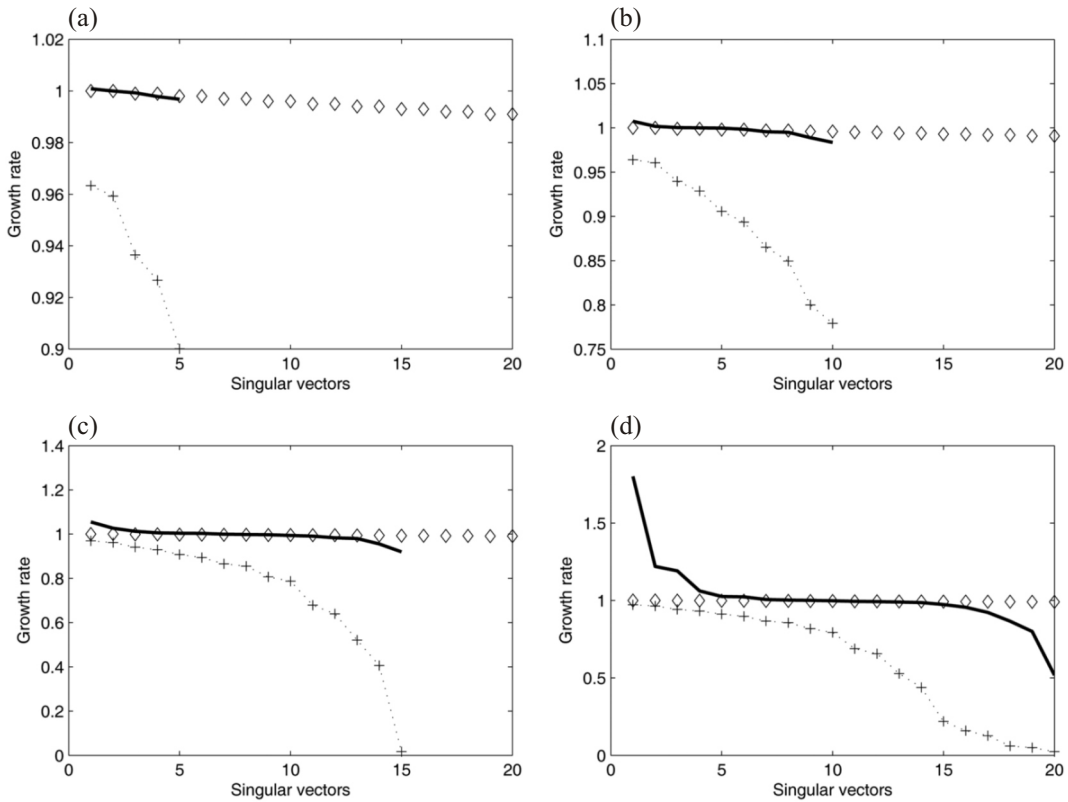 (a)
1.02
1
0.98
0.96
0.94
0.92
0.9
Growth rate
0 5 10 15 20
Singular vectors
(b)
1.1
1.05
1
0.95
0.9
0.85
0.8
0.75
Growth rate
0 5 10 15 20
Singular vectors
(c)
1.4
1.2
1
0.8
0.6
0.4
0.2
0
Growth rate
0 5 10 15 20
Singular vectors
(d)
2
1.5
1
0.5
0
Growth rate
0 5 10 15 20
Singular vectors